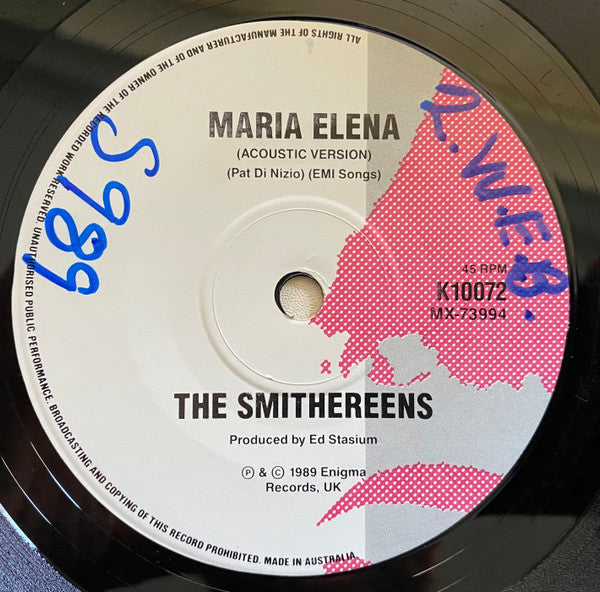 ALL RIGHTS OF THE MANUFACTURER AND OF THE OWNER OF THE RECORDED WORK RESERVED. UNAUTHORISED PUBLIC PERFORMANCE, BROADCASTING AND COPYING OF THIS RECORD PROHIBITED. MADE IN AUSTRALIA
MARIA ELENA
(ACOUSTIC VERSION)
(Pat Di Nizio) (EMI Songs)
S989
2.W.E.B.
45 RPM
K10072
MX-73994
THE SMITHEREENS
Produced by Ed Stasium
℗ & © 1989 Enigma
Records, UK